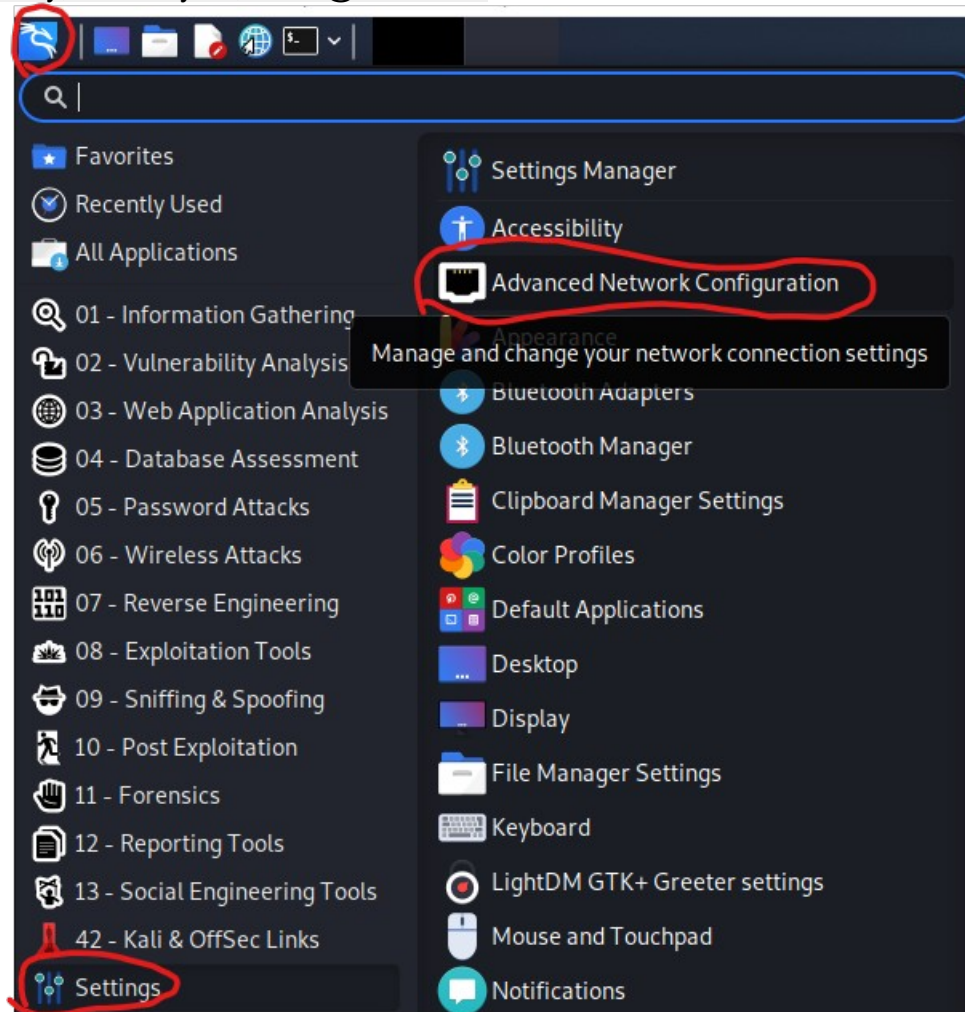 Favorites
Recently Used
All Applications
01 - Information Gathering
02 - Vulnerability Analysis
03 - Web Application Analysis
04 - Database Assessment
05 - Password Attacks
06 - Wireless Attacks
07 - Reverse Engineering
08 - Exploitation Tools
09 - Sniffing & Spoofing
10 - Post Exploitation
11 - Forensics
12 - Reporting Tools
13 - Social Engineering Tools
42 - Kali & OffSec Links
Settings
Settings Manager
Accessibility
Advanced Network Configuration
Appearance
Manage and change your network connection settings
Bluetooth Adapters
Bluetooth Manager
Clipboard Manager Settings
Color Profiles
Default Applications
Desktop
Display
File Manager Settings
Keyboard
LightDM GTK+ Greeter settings
Mouse and Touchpad
Notifications